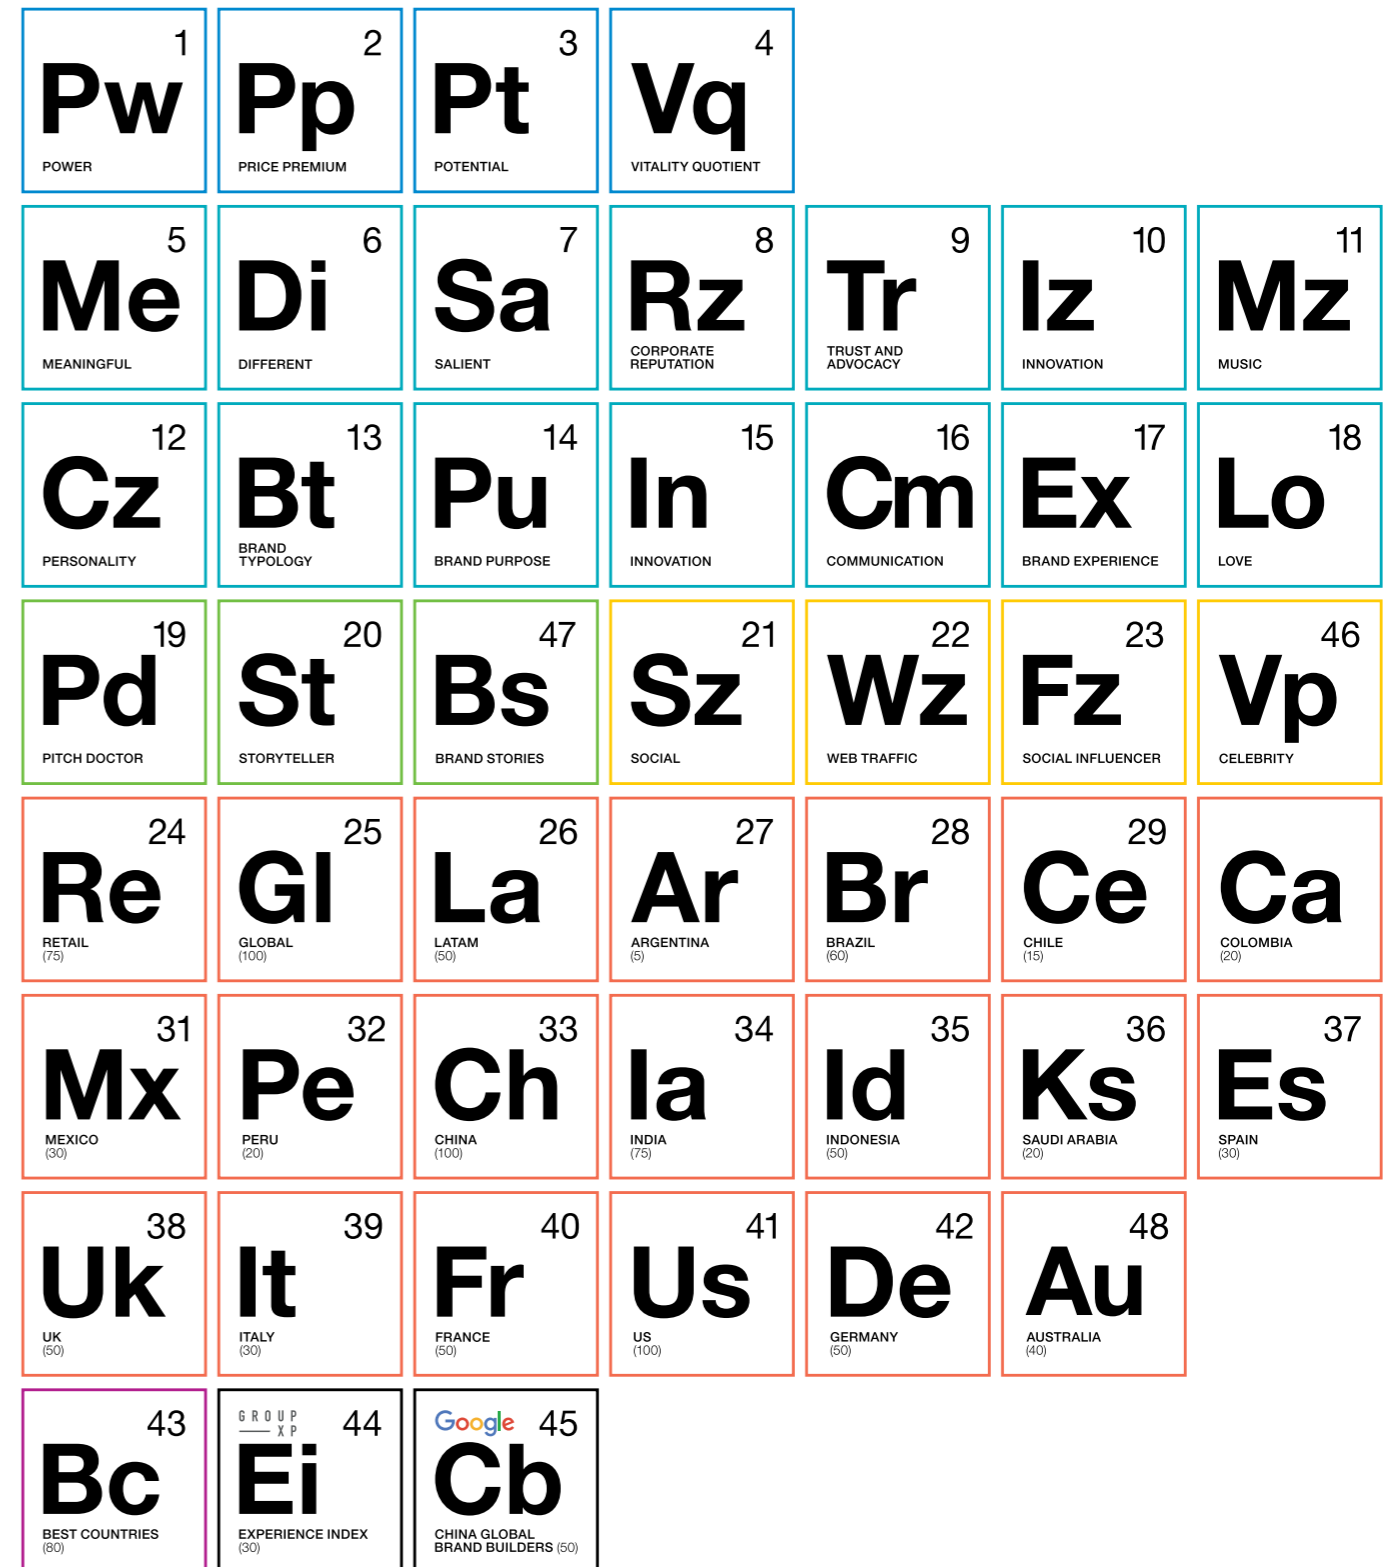 1
Pw
POWER
2
Pp
PRICE PREMIUM
3
Pt
POTENTIAL
4
Vq
VITALITY QUOTIENT
5
Me
MEANINGFUL
6
Di
DIFFERENT
7
Sa
SALIENT
8
Rz
CORPORATE
REPUTATION
9
Tr
TRUST AND
ADVOCACY
10
Iz
INNOVATION
11
Mz
MUSIC
12
Cz
PERSONALITY
13
Bt
BRAND
TYPOLOGY
14
Pu
BRAND PURPOSE
15
In
INNOVATION
16
Cm
COMMUNICATION
17
Ex
BRAND EXPERIENCE
18
Lo
LOVE
19
Pd
PITCH DOCTOR
20
St
STORYTELLER
47
Bs
BRAND STORIES
21
Sz
SOCIAL
22
Wz
WEB TRAFFIC
23
Fz
SOCIAL INFLUENCER
46
Vp
CELEBRITY
24
Re
RETAIL
(75)
25
Gl
GLOBAL
(100)
26
La
LATAM
(50)
27
Ar
ARGENTINA
(5)
28
Br
BRAZIL
(60)
29
Ce
CHILE
(15)
Ca
COLOMBIA
(20)
31
Mx
MEXICO
(30)
32
Pe
PERU
(20)
33
Ch
CHINA
(100)
34
Ia
INDIA
(75)
35
Id
INDONESIA
(50)
36
Ks
SAUDI ARABIA
(20)
37
Es
SPAIN
(30)
38
Uk
UK
(50)
39
It
ITALY
(30)
40
Fr
FRANCE
(50)
41
Us
US
(100)
42
De
GERMANY
(50)
48
Au
AUSTRALIA
(40)
43
Bc
BEST COUNTRIES
(80)
GROUP
XP
44
Ei
EXPERIENCE INDEX
(30)
Google 45
Cb
CHINA GLOBAL
BRAND BUILDERS (50)